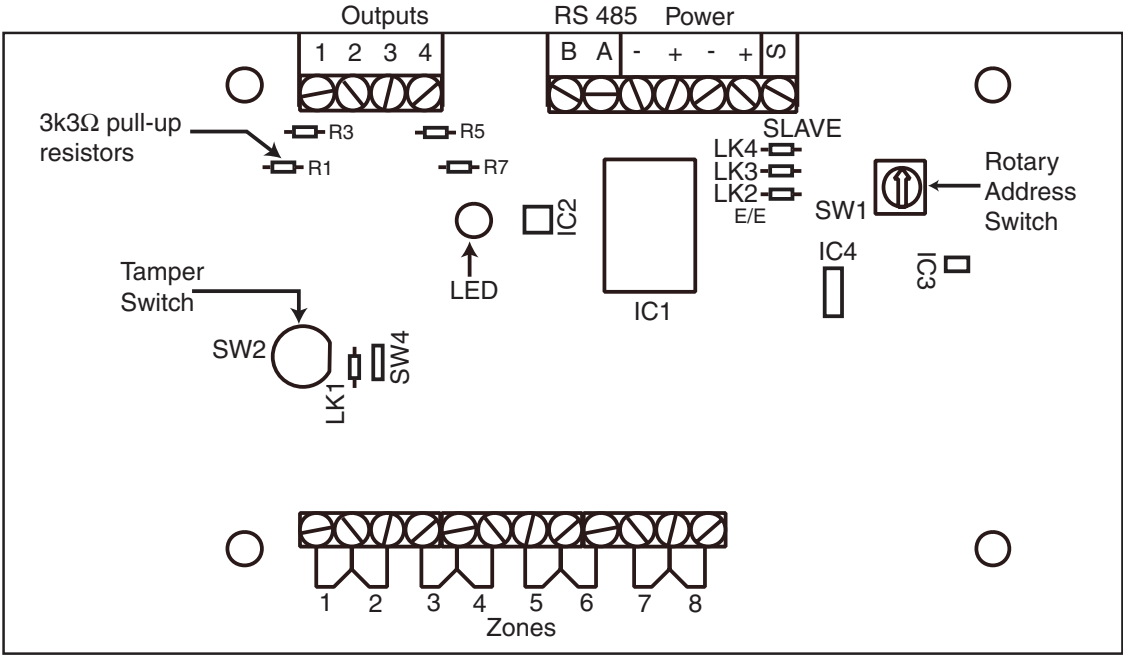 Outputs
RS 485 Power
1 2 3 4
B A - + - + S
3k3Ω pull-up
resistors
R3
R5
R1
R7
SLAVE
LK4
LK3
LK2
E/E
SW1
Rotary
Address
Switch
IC2
LED
IC1
IC4
IC3
Tamper
Switch
SW2
LK1
SW4
1 2 3 4 5 6 7 8
Zones